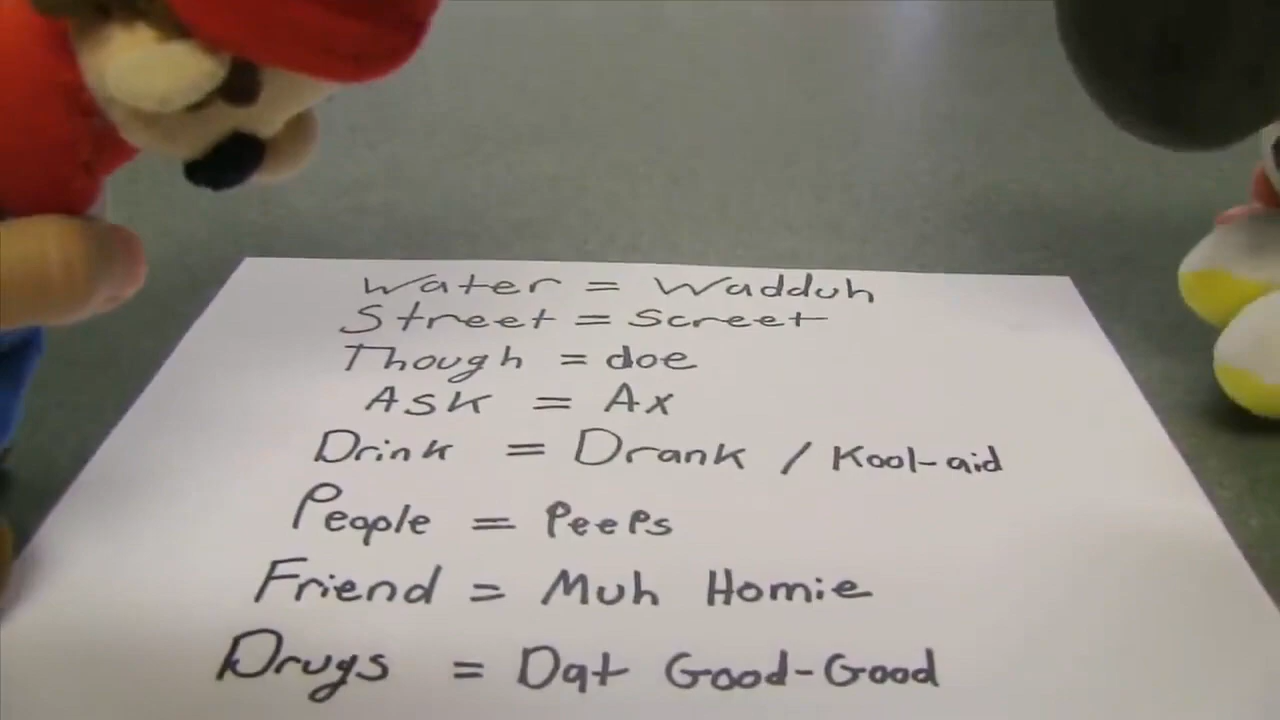 Water = Wadduh
Street = Screet
Though = doe
Ask = Ax
Drink = Drank / Kool-aid
People = Peeps
Friend = Muh Homie
Drugs = Dat Good-Good